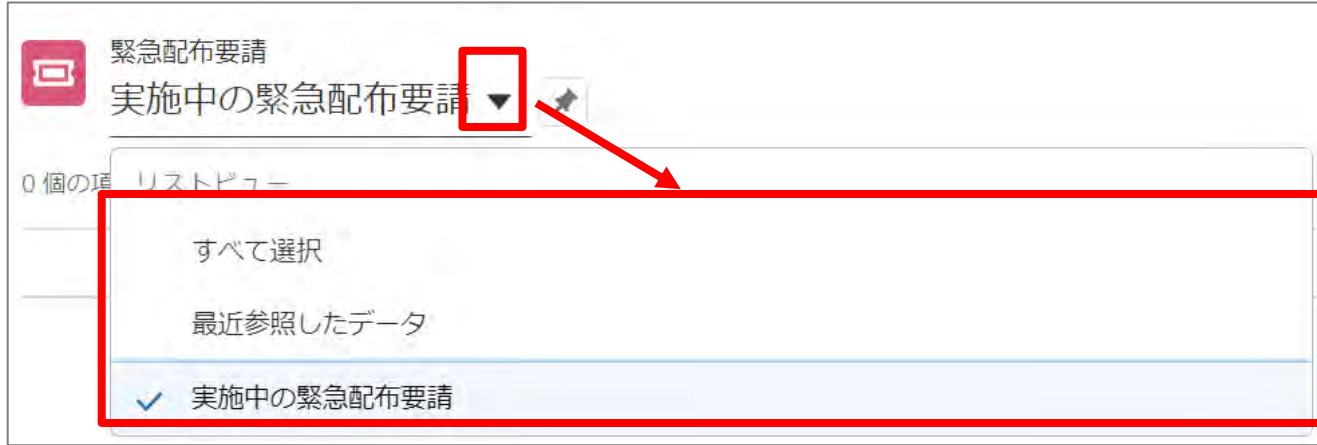 緊急配布要請
実施中の緊急配布要請
0 個の項
リストビュー
すべて選択
最近参照したデータ
実施中の緊急配布要請